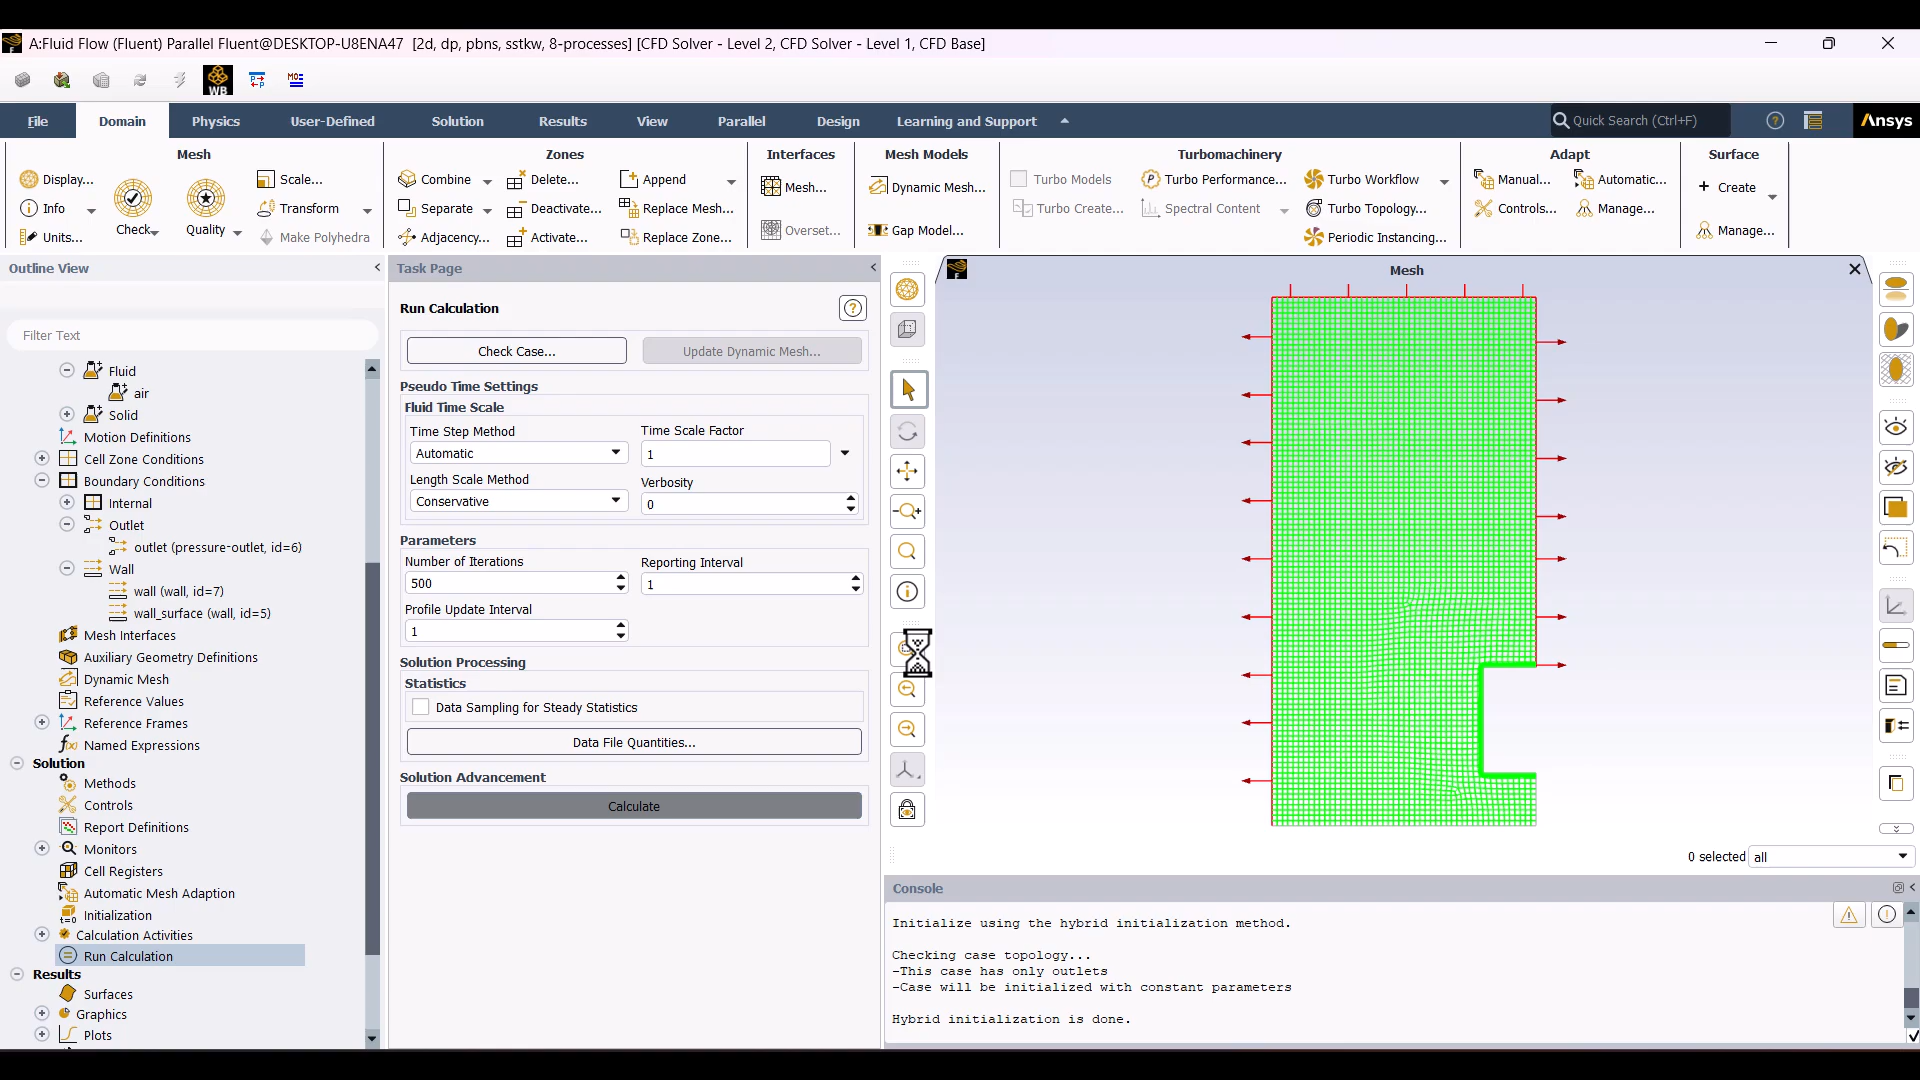 A:Fluid Flow (Fluent) Parallel Fluent@DESKTOP-U8ENA47 [2d, dp, pbns, sstkw, 8-processes] [CFD Solver - Level 2, CFD Solver - Level 1, CFD Base]
WB
File Domain Physics User-Defined Solution Results View Parallel Design Learning and Support Quick Search (Ctrl+F) Ansys
Mesh
Display...
Info
Units...
Check
Quality
Scale...
Transform
Make Polyhedra
Zones
Combine
Separate
Adjacency...
Delete...
Deactivate...
Activate...
Append
Replace Mesh...
Replace Zone...
Interfaces
Mesh...
Overset...
Mesh Models
Dynamic Mesh...
Gap Model...
Turbomachinery
Turbo Models
Turbo Create...
Turbo Performance...
Spectral Content
Turbo Workflow
Turbo Topology...
Periodic Instancing...
Adapt
Manual...
Controls...
Automatic...
Manage...
Surface
Create
Manage...
Outline View
Filter Text
Fluid
air
Solid
Motion Definitions
Cell Zone Conditions
Boundary Conditions
Internal
Outlet
outlet (pressure-outlet, id=6)
Wall
wall (wall, id=7)
wall_surface (wall, id=5)
Mesh Interfaces
Auxiliary Geometry Definitions
Dynamic Mesh
Reference Values
Reference Frames
Named Expressions
Solution
Methods
Controls
Report Definitions
Monitors
Cell Registers
Automatic Mesh Adaption
Initialization
Calculation Activities
Run Calculation
Results
Surfaces
Graphics
Plots
Task Page
Run Calculation
Check Case...
Update Dynamic Mesh...
Pseudo Time Settings
Fluid Time Scale
Time Step Method
Time Scale Factor
Automatic
1
Length Scale Method
Verbosity
Conservative
0
Parameters
Number of Iterations
Reporting Interval
500
1
Profile Update Interval
1
Solution Processing
Statistics
Data Sampling for Steady Statistics
Data File Quantities...
Solution Advancement
Calculate
Mesh
0 selected all
Console
Initialize using the hybrid initialization method.
Checking case topology...
-This case has only outlets
-Case will be initialized with constant parameters
Hybrid initialization is done.